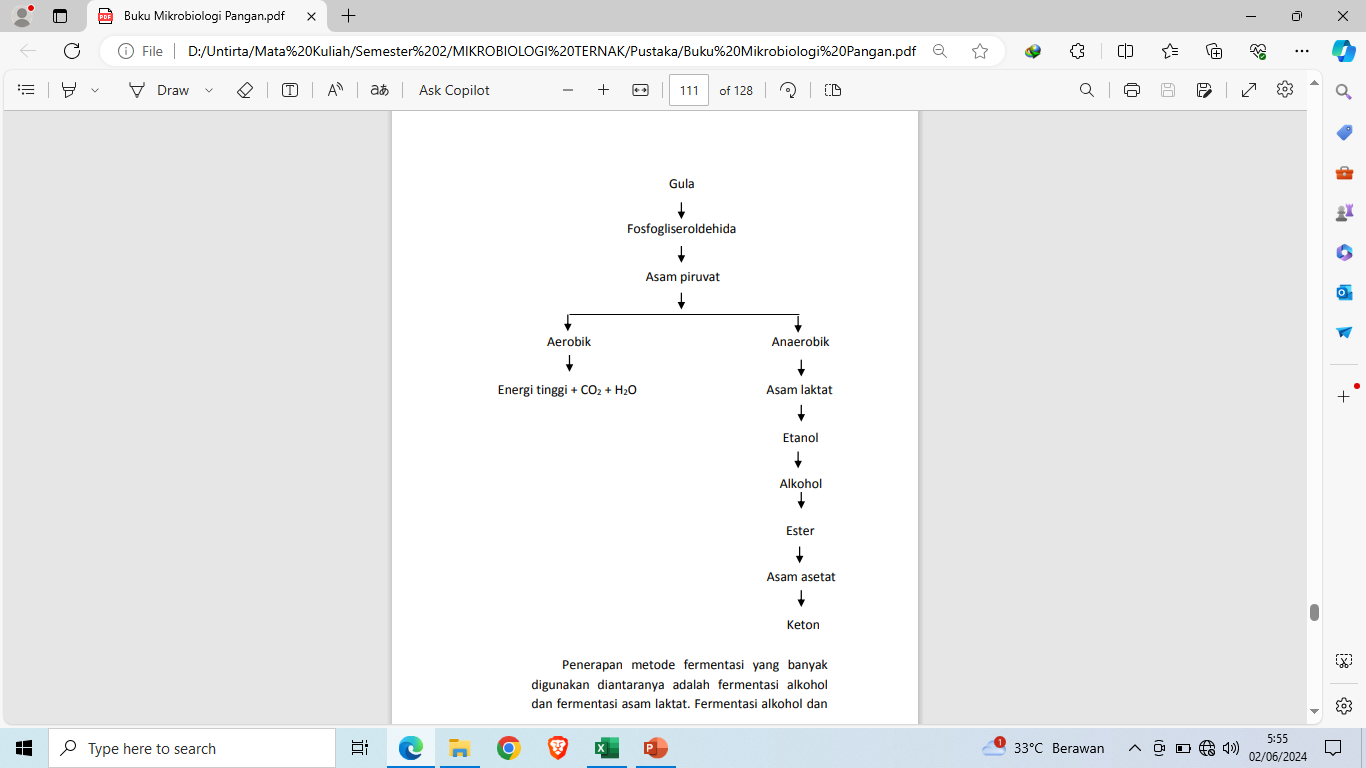 Buku Mikrobiologi Pangan.pdf
File
D:/Untirta/Mata%20Kuliah/Semester%202/MIKROBIOLOGI%20TERNAK/Pustaka/Buku%20Mikrobiologi%20Pangan.pdf
Draw
aあ
Ask Copilot
111 of 128
Gula
Fosfogliseroldehida
Asam piruvat
Aerobik Anaerobik
Energi tinggi + CO₂ + H₂O Asam laktat
Etanol
Alkohol
Ester
Asam asetat
Keton
Penerapan metode fermentasi yang banyak
digunakan diantaranya adalah fermentasi alkohol
dan fermentasi asam laktat. Fermentasi alkohol dan
Type here to search
1
33°C Berawan
5:55
02/06/2024